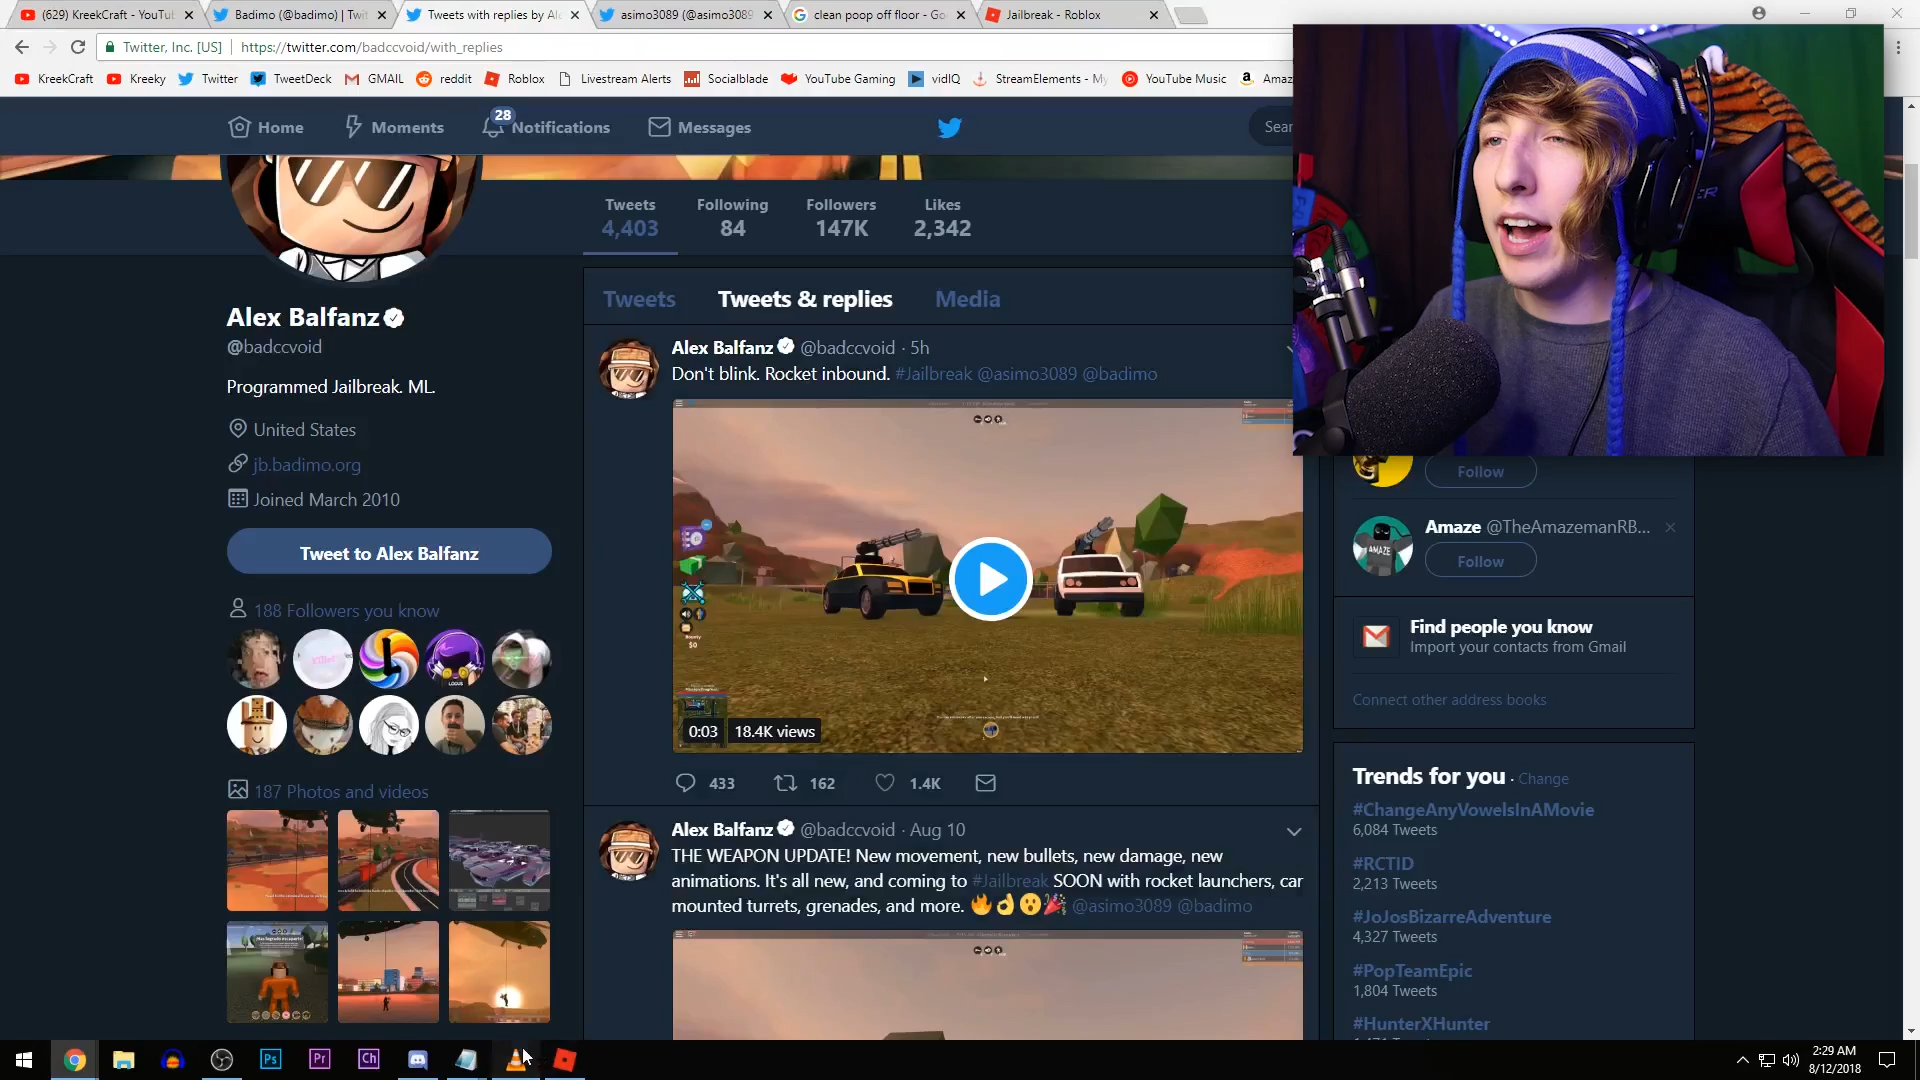 (629) KreekCraft - YouTu
Badimo (@badimo) | Twit
Tweets with replies by Al
asimo3089 (@asimo3089
clean poop off floor - Go
Jailbreak - Roblox
Twitter, Inc. [US]
https://twitter.com/badccvoid/with_replies
KreekCraft
Kreeky
Twitter
TweetDeck
GMAIL
reddit
Roblox
Livestream Alerts
Socialblade
YouTube Gaming
vidIQ
StreamElements - My
YouTube Music
Amaz
Home
Moments
28
Notifications
Messages
Sear
Tweets
Following
Followers
Likes
4,403
84
147K
2,342
Alex Balfanz
@badccvoid
Programmed Jailbreak. ML.
United States
jb.badimo.org
Joined March 2010
Tweet to Alex Balfanz
188 Followers you know
187 Photos and videos
Tweets
Tweets & replies
Media
Alex Balfanz @badccvoid · 5h
Don't blink. Rocket inbound. #Jailbreak @asimo3089 @badimo
Bounty
$0
0:03
18.4K views
433
162
1.4K
Alex Balfanz @badccvoid · Aug 10
THE WEAPON UPDATE! New movement, new bullets, new damage, new
animations. It's all new, and coming to #Jailbreak SOON with rocket launchers, car
mounted turrets, grenades, and more. 🔥👌😮🎉 @asimo3089 @badimo
Follow
AMAZE
Amaze @TheAmazemanRB...
Follow
Find people you know
Import your contacts from Gmail
Connect other address books
Trends for you · Change
#ChangeAnyVowelsInAMovie
6,084 Tweets
#RCTID
2,213 Tweets
#JoJosBizarreAdventure
4,327 Tweets
#PopTeamEpic
1,804 Tweets
#HunterXHunter
Ps
Pr
Ch
2:29 AM
8/12/2018